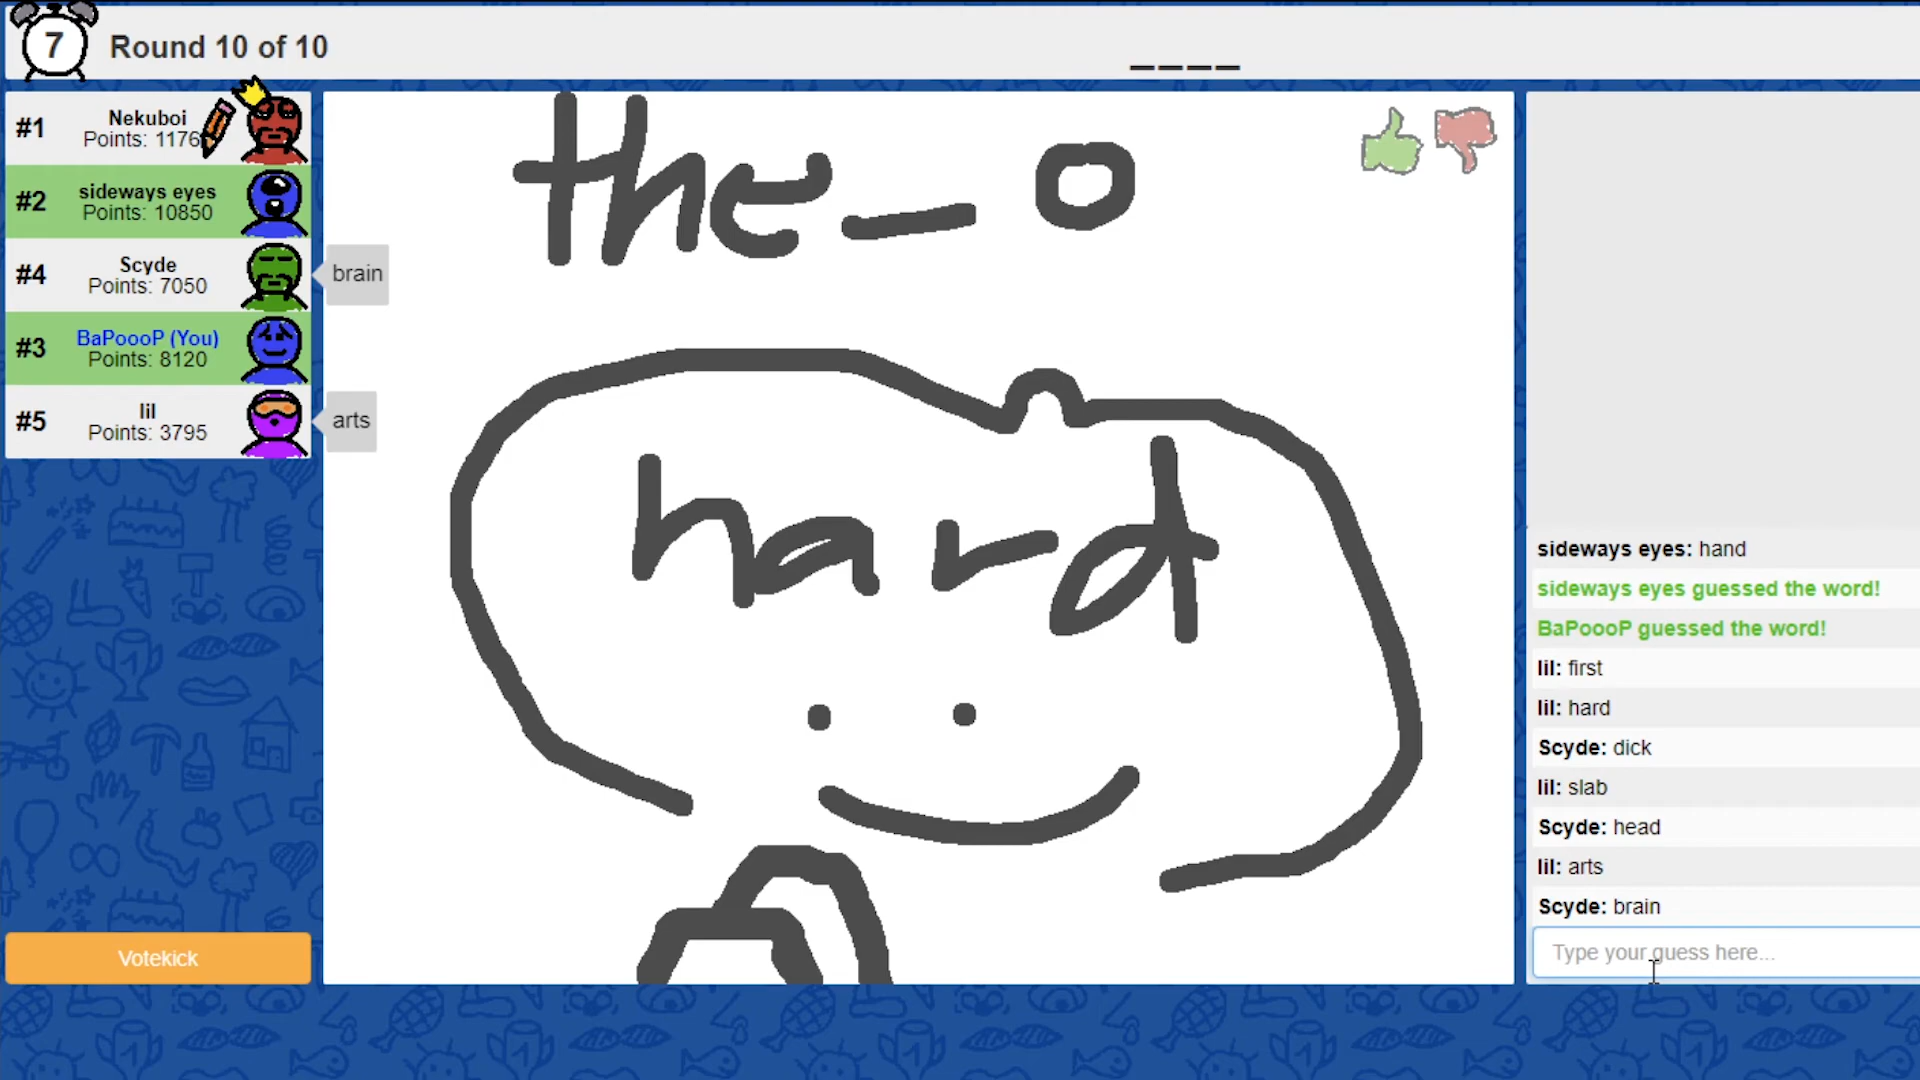 7
Round 10 of 10
_ _ _ _
#1
Nekuboi
Points: 1176
#2
sideways eyes
Points: 10850
#4
Scyde
Points: 7050
brain
#3
BaPoooP (You)
Points: 8120
#5
lil
Points: 3795
arts
the_ o
hard
sideways eyes: hand
sideways eyes guessed the word!
BaPoooP guessed the word!
lil: first
lil: hard
Scyde: dick
lil: slab
Scyde: head
lil: arts
Scyde: brain
Type your guess here...
Votekick